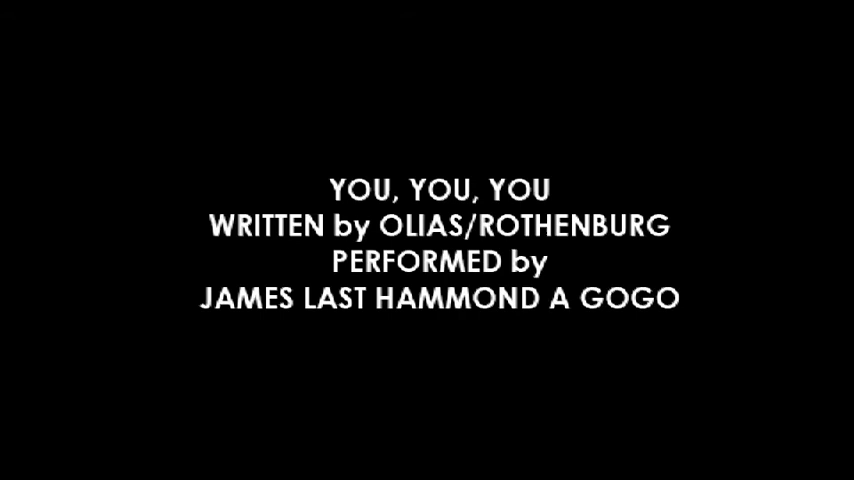 YOU, YOU, YOU
WRITTEN by OLIAS/ROTHENBURG
PERFORMED by
JAMES LAST HAMMOND A GOGO